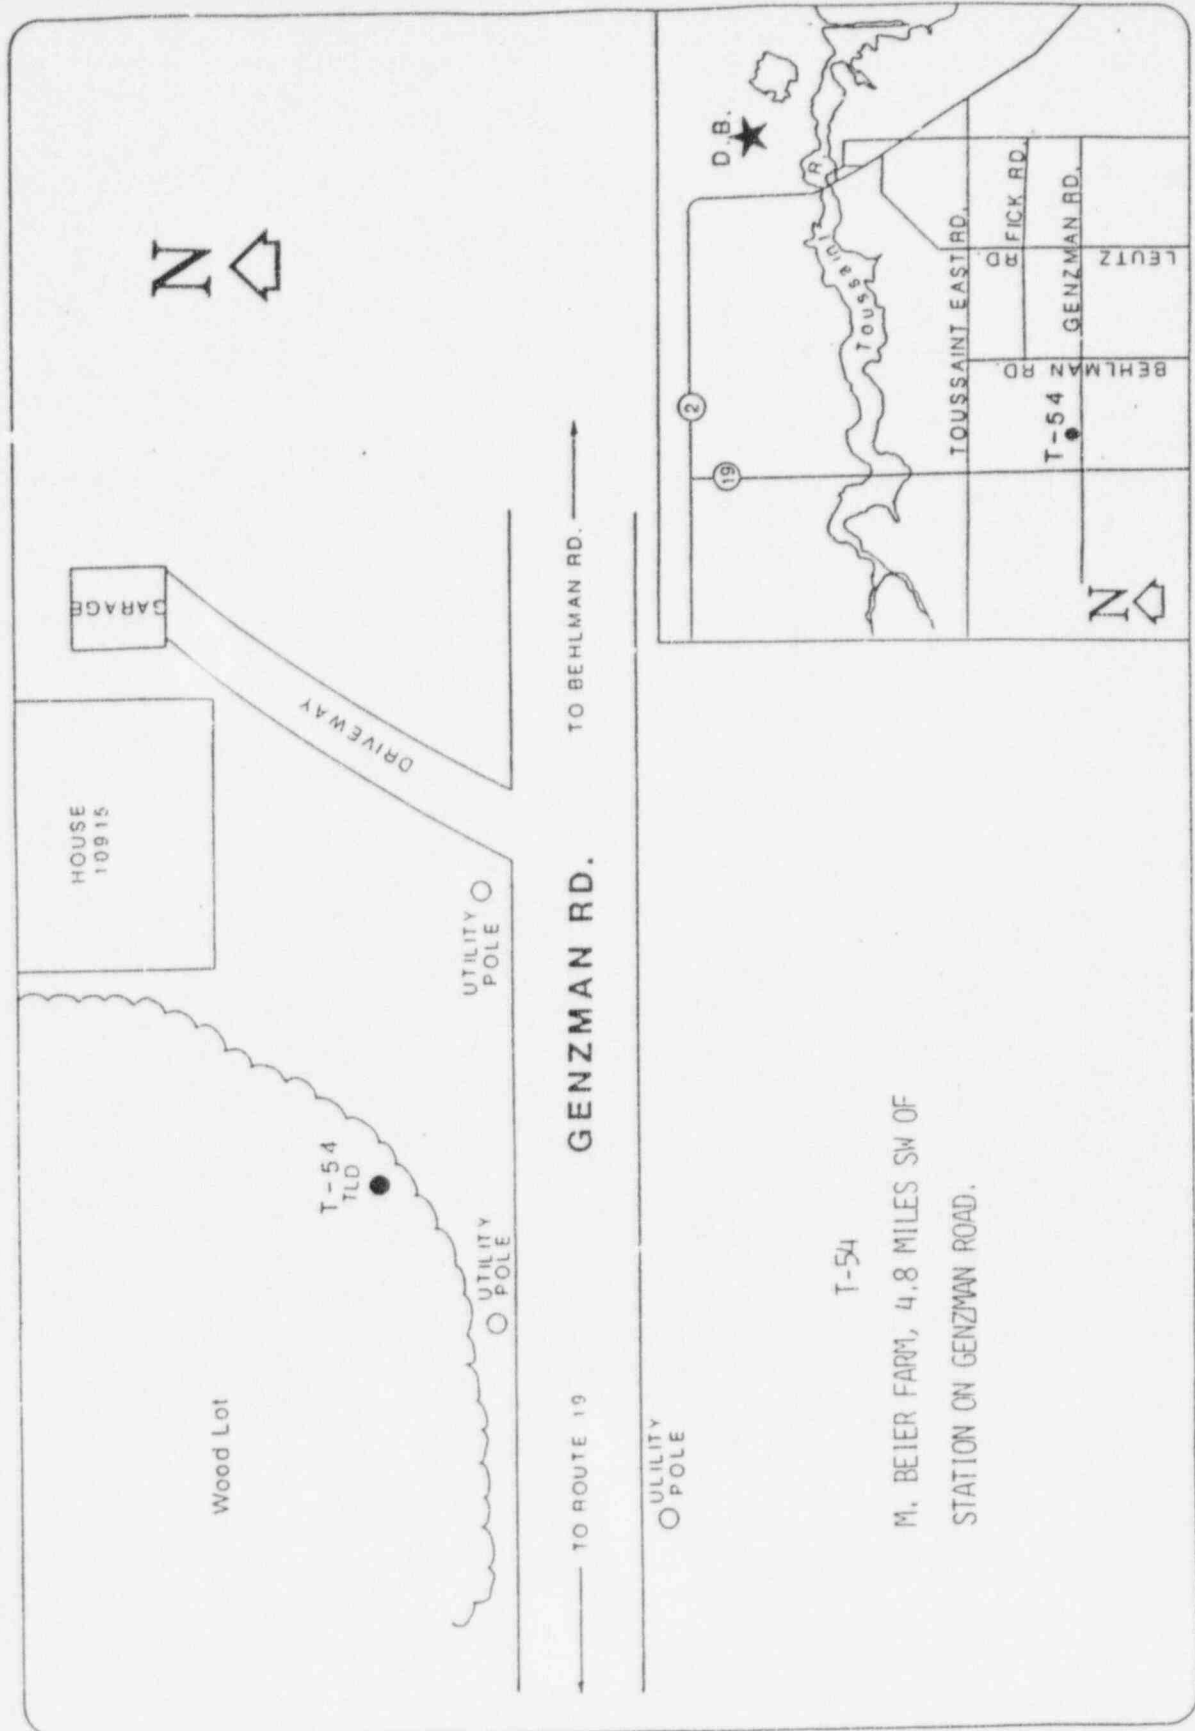 N
HOUSE
10915
GARAGE
DRIVEWAY
Wood Lot
T-54
TLD
UTILITY
POLE
UTILITY
POLE
TO ROUTE 19
GENZMAN RD.
TO BEHLMAN RD.
ULILITY
POLE
T-54
M. BEIER FARM, 4.8 MILES SW OF
STATION ON GENZMAN ROAD.
D.B.
2
19
Toussaint R.
TOUSSAINT EAST RD.
FICK RD.
GENZMAN RD.
LEUTZ RD.
BEHLMAN RD.
T-54
N